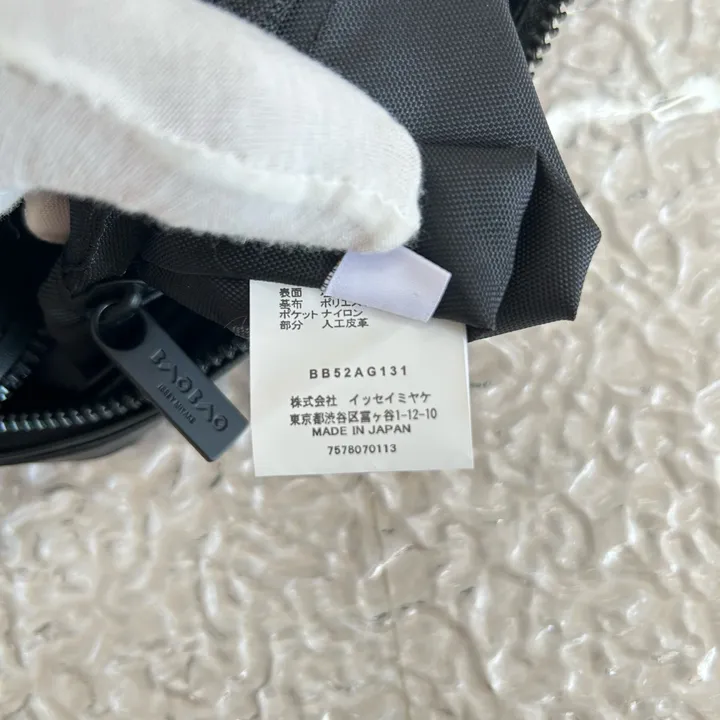 表面
基布 ポリエス
ポケット ナイロン
部分 人工皮革
BB52AG131
株式会社 イッセイミヤケ
東京都渋谷区富ヶ谷1-12-10
MADE IN JAPAN
7578070113
BAOBAO
ISSEY MIYAKE